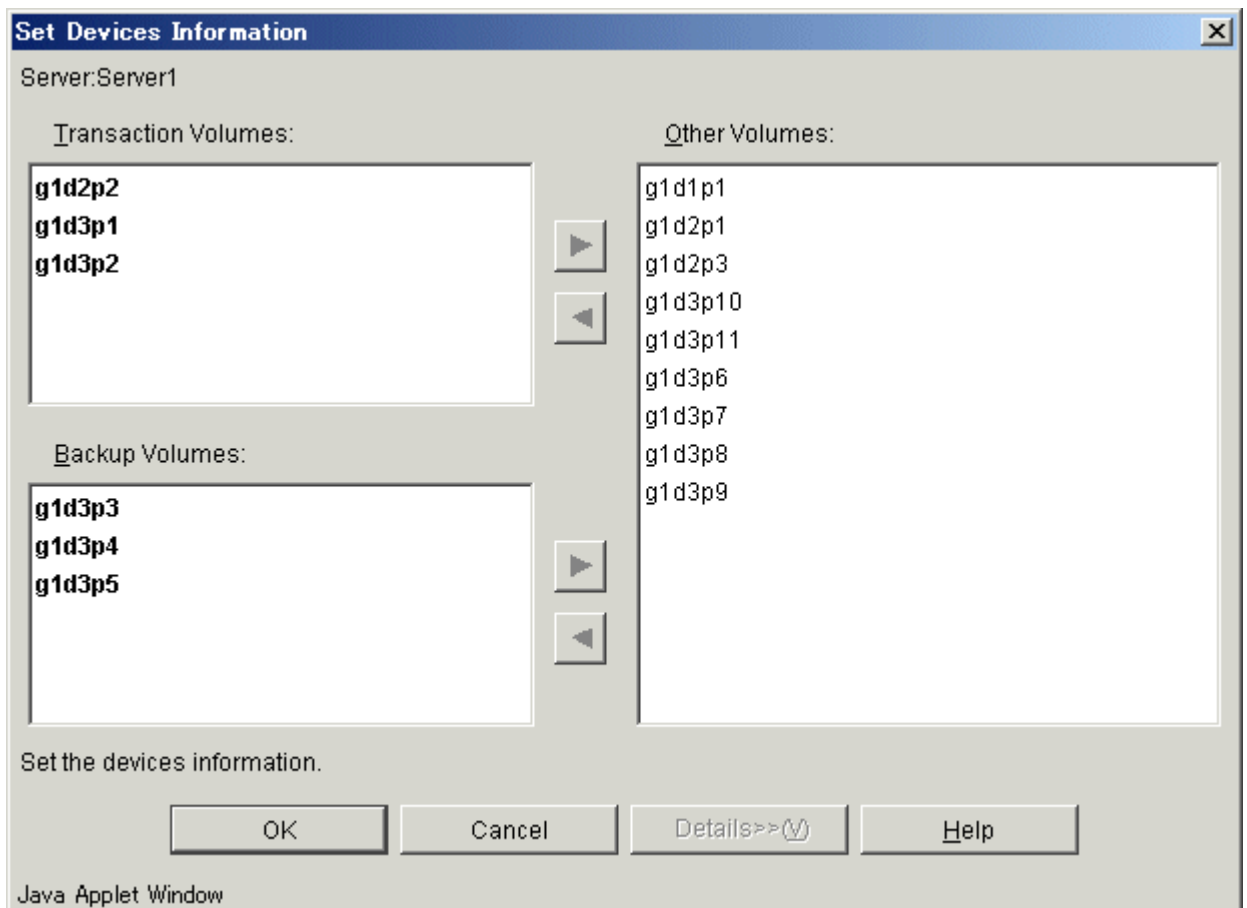 Set Devices Information
Server:Server1
Transaction Volumes:
g1d2p2
g1d3p1
g1d3p2
Backup Volumes:
g1d3p3
g1d3p4
g1d3p5
Other Volumes:
g1d1p1
g1d2p1
g1d2p3
g1d3p10
g1d3p11
g1d3p6
g1d3p7
g1d3p8
g1d3p9
Set the devices information.
OK
Cancel
Details>>(V)
Help
Java Applet Window